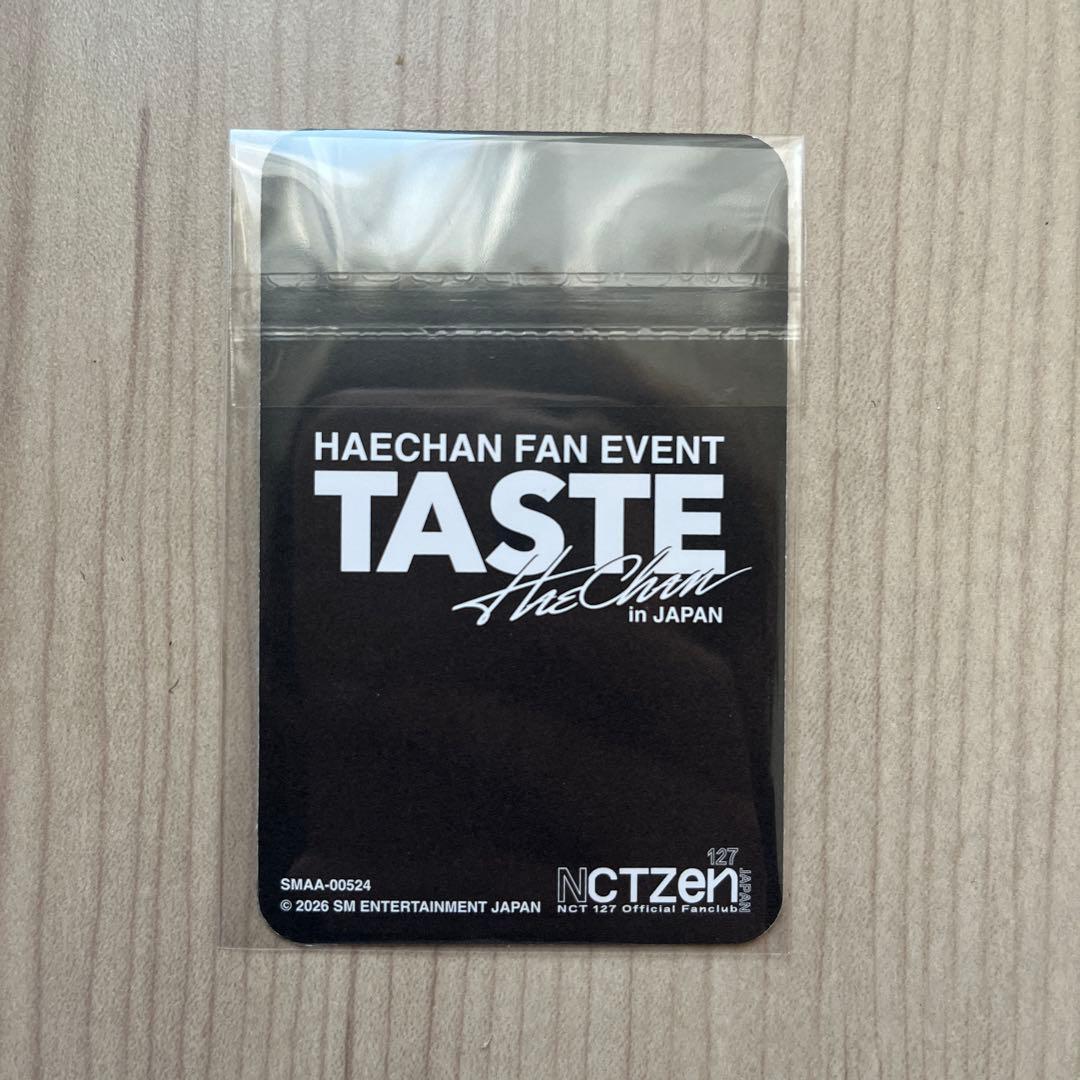 HAECHAN FAN EVENT
TASTE
HaeChan
in JAPAN
SMAA-00524
© 2026 SM ENTERTAINMENT JAPAN
127
NCTzen
JAPAN
NCT 127 Official Fanclub